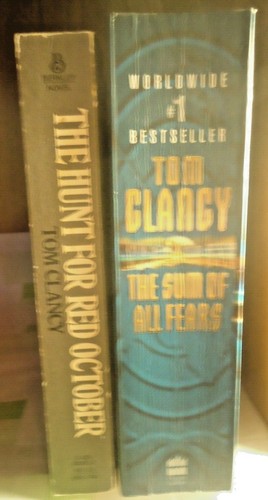 THE HUNT FOR RED OCTOBER
TOM CLANCY
WORLDWIDE
#1
BESTSELLER
TOM
CLANCY
THE SUM OF
ALL FEARS